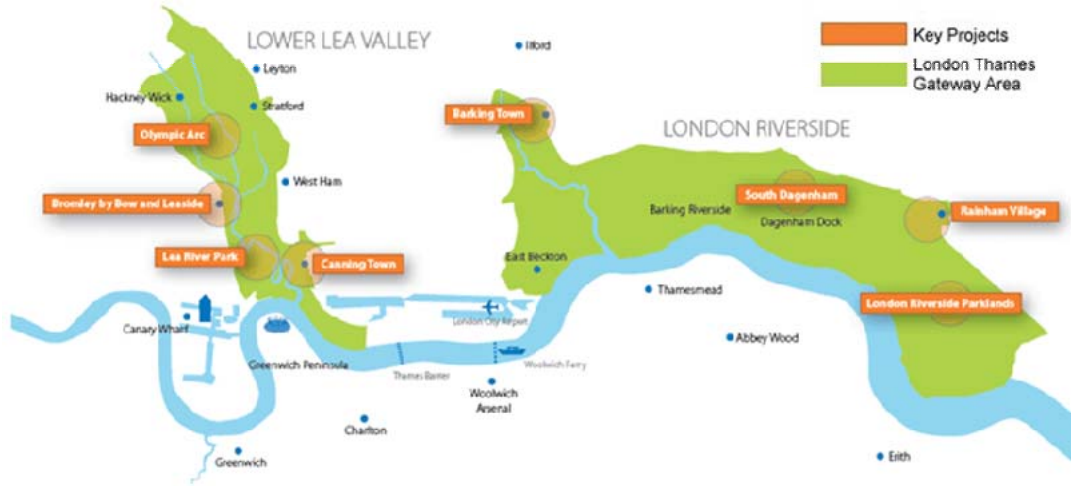 LOWER LEA VALLEY
Ilford
Key Projects
London Thames
Gateway Area
Leyton
Hackney Wick
Stratford
Barking Town
LONDON RIVERSIDE
Olympic Arc
West Ham
South Dagenham
Bromley by Bow and Leaside
Barking Riverside
Rainham Village
Dagenham Dock
Lea River Park
Canning Town
East Beckton
Thamesmead
London Riverside Parklands
Canary Wharf
London City Airport
Abbey Wood
Greenwich Peninsula
Thames Barrier
Woolwich Ferry
Woolwich
Arsenal
Charlton
Greenwich
Erith